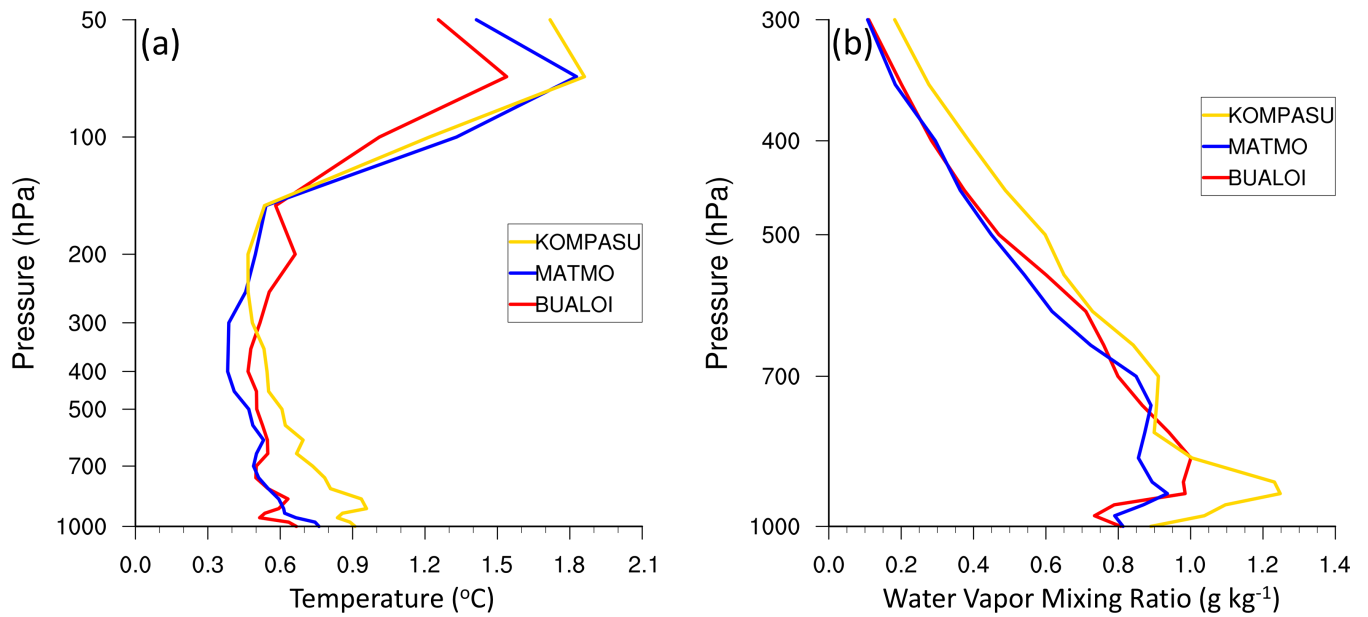 (a)
50
100
200
300
400
500
700
1000
Pressure (hPa)
KOMPASU
MATMO
BUALOI
0.0 0.3 0.6 0.9 1.2 1.5 1.8 2.1
Temperature (°C)
(b)
300
400
500
700
1000
Pressure (hPa)
KOMPASU
MATMO
BUALOI
0.0 0.2 0.4 0.6 0.8 1.0 1.2 1.4
Water Vapor Mixing Ratio (g kg⁻¹)